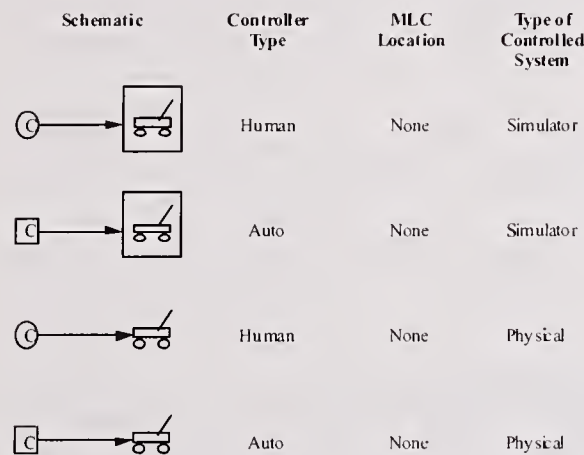 Schematic Controller Type MLC Location Type of Controlled System
C Human None Simulator
C Auto None Simulator
C Human None Physical
C Auto None Physical